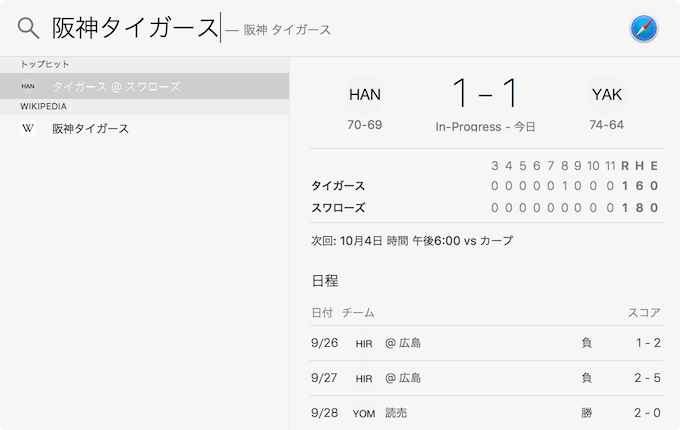 阪神タイガース — 阪神 タイガース
トップヒット
HAN タイガース @ スワローズ
WIKIPEDIA
W 阪神タイガース
HAN 1 – 1 YAK
70-69 In-Progress - 今日 74-64
3 4 5 6 7 8 9 10 11 R H E
タイガース 0 0 0 0 0 1 0 0 0 1 6 0
スワローズ 0 0 0 0 0 0 0 0 0 1 8 0
次回: 10月4日 時間 午後6:00 vs カープ
日程
日付 チーム スコア
9/26 HIR @ 広島 負 1 - 2
9/27 HIR @ 広島 負 2 - 5
9/28 YOM 読売 勝 2 - 0